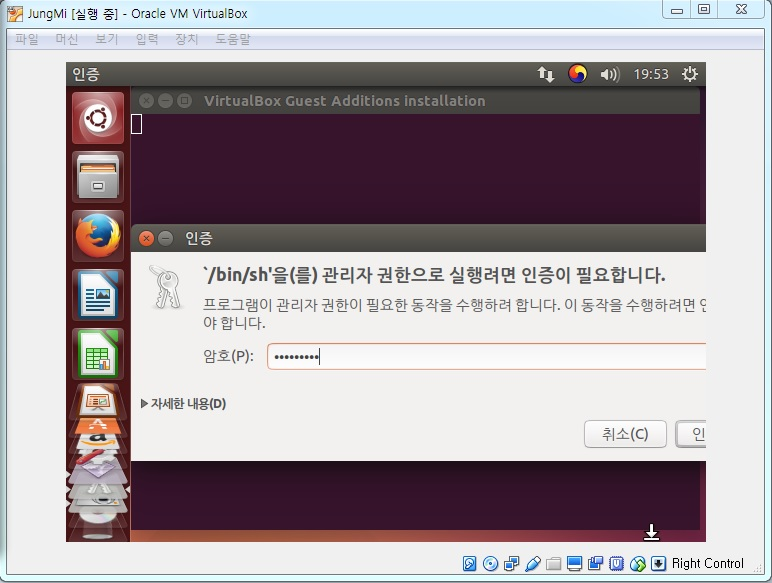 JungMi [실행 중] - Oracle VM VirtualBox
파일 머신 보기 입력 장치 도움말
인증 19:53
VirtualBox Guest Additions installation
인증
`/bin/sh'을(를) 관리자 권한으로 실행려면 인증이 필요합니다.
프로그램이 관리자 권한이 필요한 동작을 수행하려 합니다. 이 동작을 수행하려면 인
야 합니다.
암호(P): •••••••••
자세한 내용(D)
취소(C) 인
Right Control